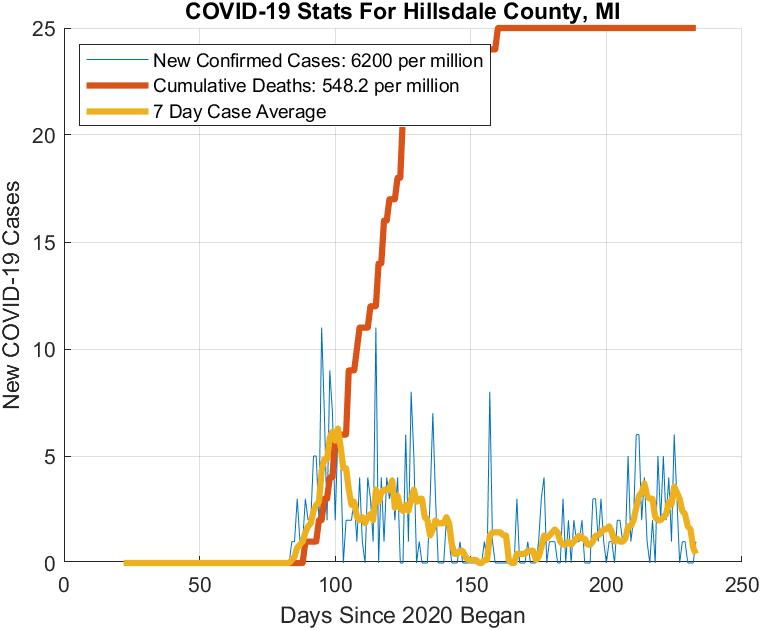 COVID-19 Stats For Hillsdale County, MI
25
20
15
10
5
0
New COVID-19 Cases
New Confirmed Cases: 6200 per million
Cumulative Deaths: 548.2 per million
7 Day Case Average
0 50 100 150 200 250
Days Since 2020 Began